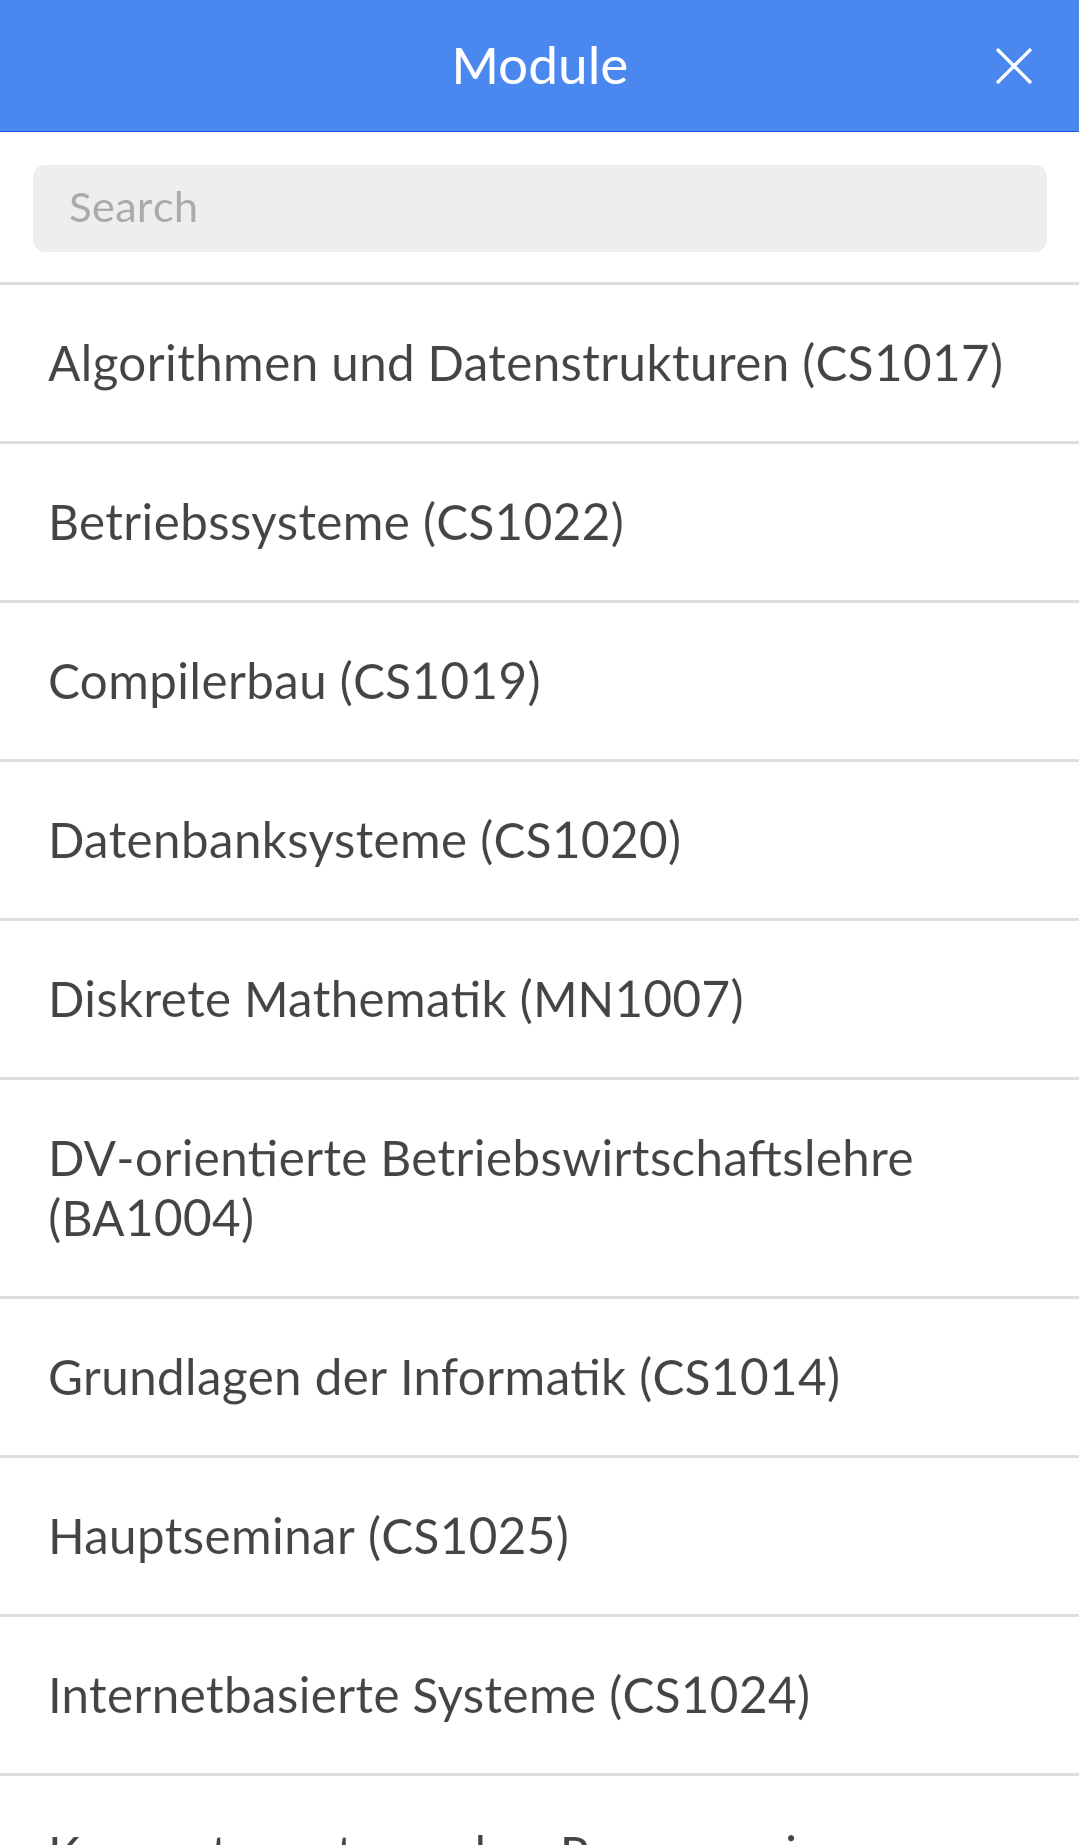 Module
Search
Algorithmen und Datenstrukturen (CS1017)
Betriebssysteme (CS1022)
Compilerbau (CS1019)
Datenbanksysteme (CS1020)
Diskrete Mathematik (MN1007)
DV-orientierte Betriebswirtschaftslehre
(BA1004)
Grundlagen der Informatik (CS1014)
Hauptseminar (CS1025)
Internetbasierte Systeme (CS1024)